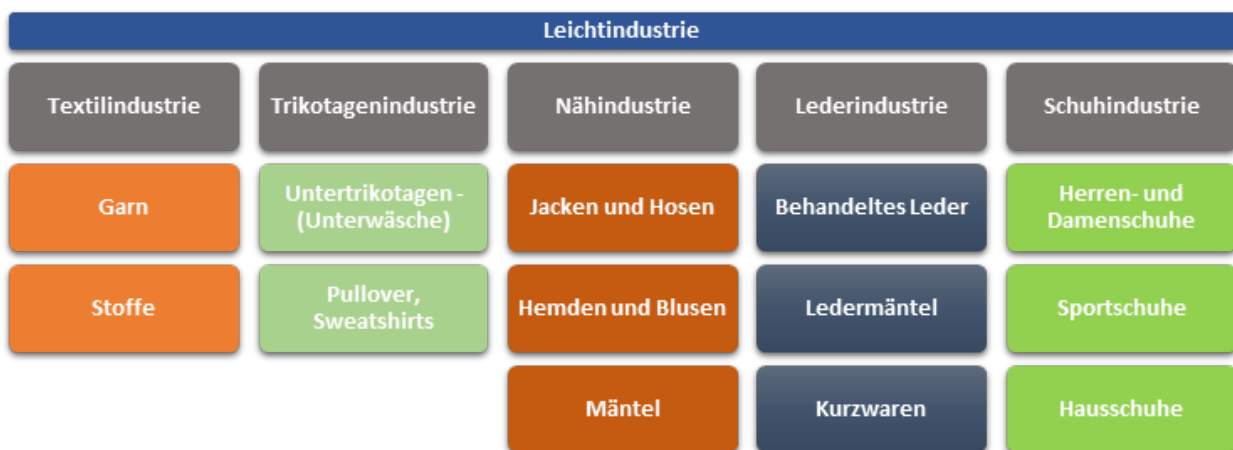 Leichtindustrie
Textilindustrie
Trikotagenindustrie
Nähindustrie
Lederindustrie
Schuhindustrie
Garn
Untertrikotagen -
(Unterwäsche)
Jacken und Hosen
Behandeltes Leder
Herren- und
Damenschuhe
Stoffe
Pullover,
Sweatshirts
Hemden und Blusen
Ledermäntel
Sportschuhe
Mäntel
Kurzwaren
Hausschuhe